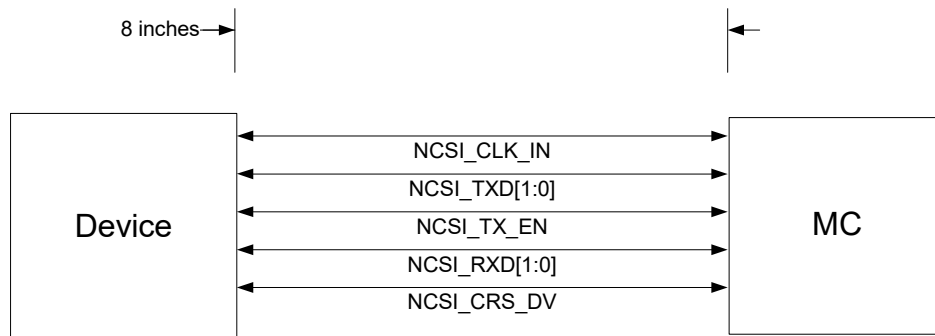 8 inches
NCSI_CLK_IN
NCSI_TXD[1:0]
Device
NCSI_TX_EN
MC
NCSI_RXD[1:0]
NCSI_CRS_DV